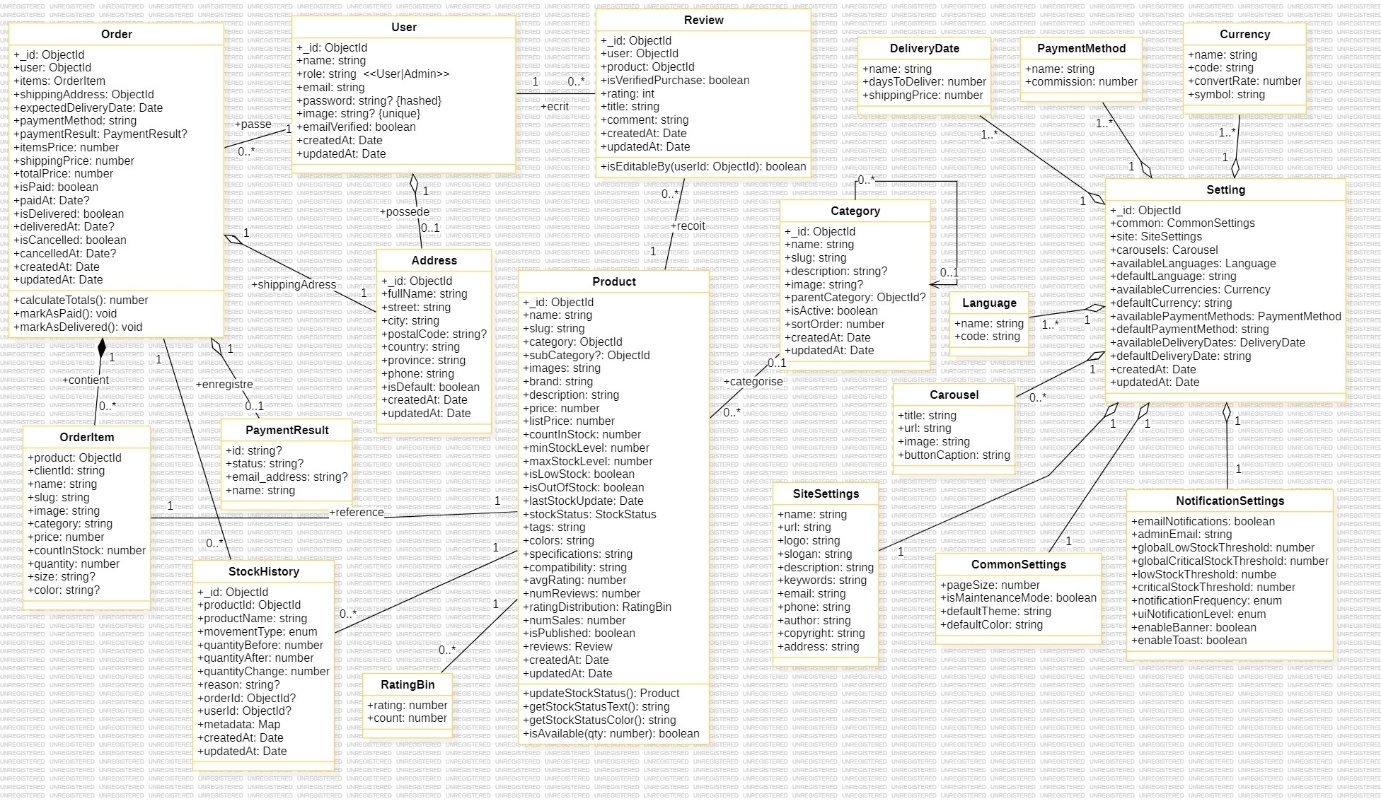 Order
+_id: ObjectId
+user: ObjectId
+items: OrderItem
+shippingAddress: ObjectId
+expectedDeliveryDate: Date
+paymentMethod: string
+paymentResult: PaymentResult?
+itemsPrice: number
+shippingPrice: number
+totalPrice: number
+isPaid: boolean
+paidAt: Date?
+isDelivered: boolean
+deliveredAt: Date?
+isCancelled: boolean
+cancelledAt: Date?
+createdAt: Date
+updatedAt: Date
+calculateTotals(): number
+markAsPaid(): void
+markAsDelivered(): void
User
+_id: ObjectId
+name: string
+role: string <<User|Admin>>
+email: string
+password: string? {hashed}
+image: string? {unique}
+emailVerified: boolean
+createdAt: Date
+updatedAt: Date
Review
+_id: ObjectId
+user: ObjectId
+product: ObjectId
+isVerifiedPurchase: boolean
+rating: int
+title: string
+comment: string
+createdAt: Date
+updatedAt: Date
+isEditableBy(userId: ObjectId): boolean
DeliveryDate
+name: string
+daysToDeliver: number
+shippingPrice: number
PaymentMethod
+name: string
+commission: number
Currency
+name: string
+code: string
+convertRate: number
+symbol: string
+passe
1
0..*
1
0..*
+ecrit
1
+possede
0..1
1
+shippingAdress
1
0..*
+recoit
1
0..*
0..1
1..*
1
1..*
1
1..*
1
Address
+_id: ObjectId
+fullName: string
+street: string
+city: string
+postalCode: string?
+country: string
+province: string
+phone: string
+isDefault: boolean
+createdAt: Date
+updatedAt: Date
Category
+_id: ObjectId
+name: string
+slug: string
+description: string?
+image: string?
+parentCategory: ObjectId?
+isActive: boolean
+sortOrder: number
+createdAt: Date
+updatedAt: Date
Setting
+_id: ObjectId
+common: CommonSettings
+site: SiteSettings
+carousels: Carousel
+availableLanguages: Language
+defaultLanguage: string
+availableCurrencies: Currency
+defaultCurrency: string
+availablePaymentMethods: PaymentMethod
+defaultPaymentMethod: string
+availableDeliveryDates: DeliveryDate
+defaultDeliveryDate: string
+createdAt: Date
+updatedAt: Date
Language
+name: string
+code: string
1..*
1
Product
+_id: ObjectId
+name: string
+slug: string
+category: ObjectId
+subCategory?: ObjectId
+images: string
+brand: string
+description: string
+price: number
+listPrice: number
+countInStock: number
+minStockLevel: number
+maxStockLevel: number
+isLowStock: boolean
+isOutOfStock: boolean
+lastStockUpdate: Date
+stockStatus: StockStatus
+tags: string
+colors: string
+specifications: string
+compatibility: string
+avgRating: number
+numReviews: number
+ratingDistribution: RatingBin
+numSales: number
+isPublished: boolean
+reviews: Review
+createdAt: Date
+updatedAt: Date
+updateStockStatus(): Product
+getStockStatusText(): string
+getStockStatusColor(): string
+isAvailable(qty: number): boolean
1
+contient
0..*
1
0..*
1
+enregistre
0..1
0..1
+categorise
0..*
Carousel
+title: string
+url: string
+image: string
+buttonCaption: string
1
0..*
OrderItem
+product: ObjectId
+clientId: string
+name: string
+slug: string
+image: string
+category: string
+price: number
+countInStock: number
+quantity: number
+size: string?
+color: string?
PaymentResult
+id: string?
+status: string?
+email_address: string?
+name: string
1
+reference
1
1
0..*
1
0..*
StockHistory
+_id: ObjectId
+productId: ObjectId
+productName: string
+movementType: enum
+quantityBefore: number
+quantityAfter: number
+quantityChange: number
+reason: string?
+orderId: ObjectId?
+userId: ObjectId?
+metadata: Map
+createdAt: Date
+updatedAt: Date
RatingBin
+rating: number
+count: number
SiteSettings
+name: string
+url: string
+logo: string
+slogan: string
+description: string
+keywords: string
+email: string
+phone: string
+author: string
+copyright: string
+address: string
1
1
CommonSettings
+pageSize: number
+isMaintenanceMode: boolean
+defaultTheme: string
+defaultColor: string
1
1
NotificationSettings
+emailNotifications: boolean
+adminEmail: string
+globalLowStockThreshold: number
+globalCriticalStockThreshold: number
+lowStockThreshold: numbe
+criticalStockThreshold: number
+notificationFrequency: enum
+uiNotificationLevel: enum
+enableBanner: boolean
+enableToast: boolean
1
1
UNREGISTERED